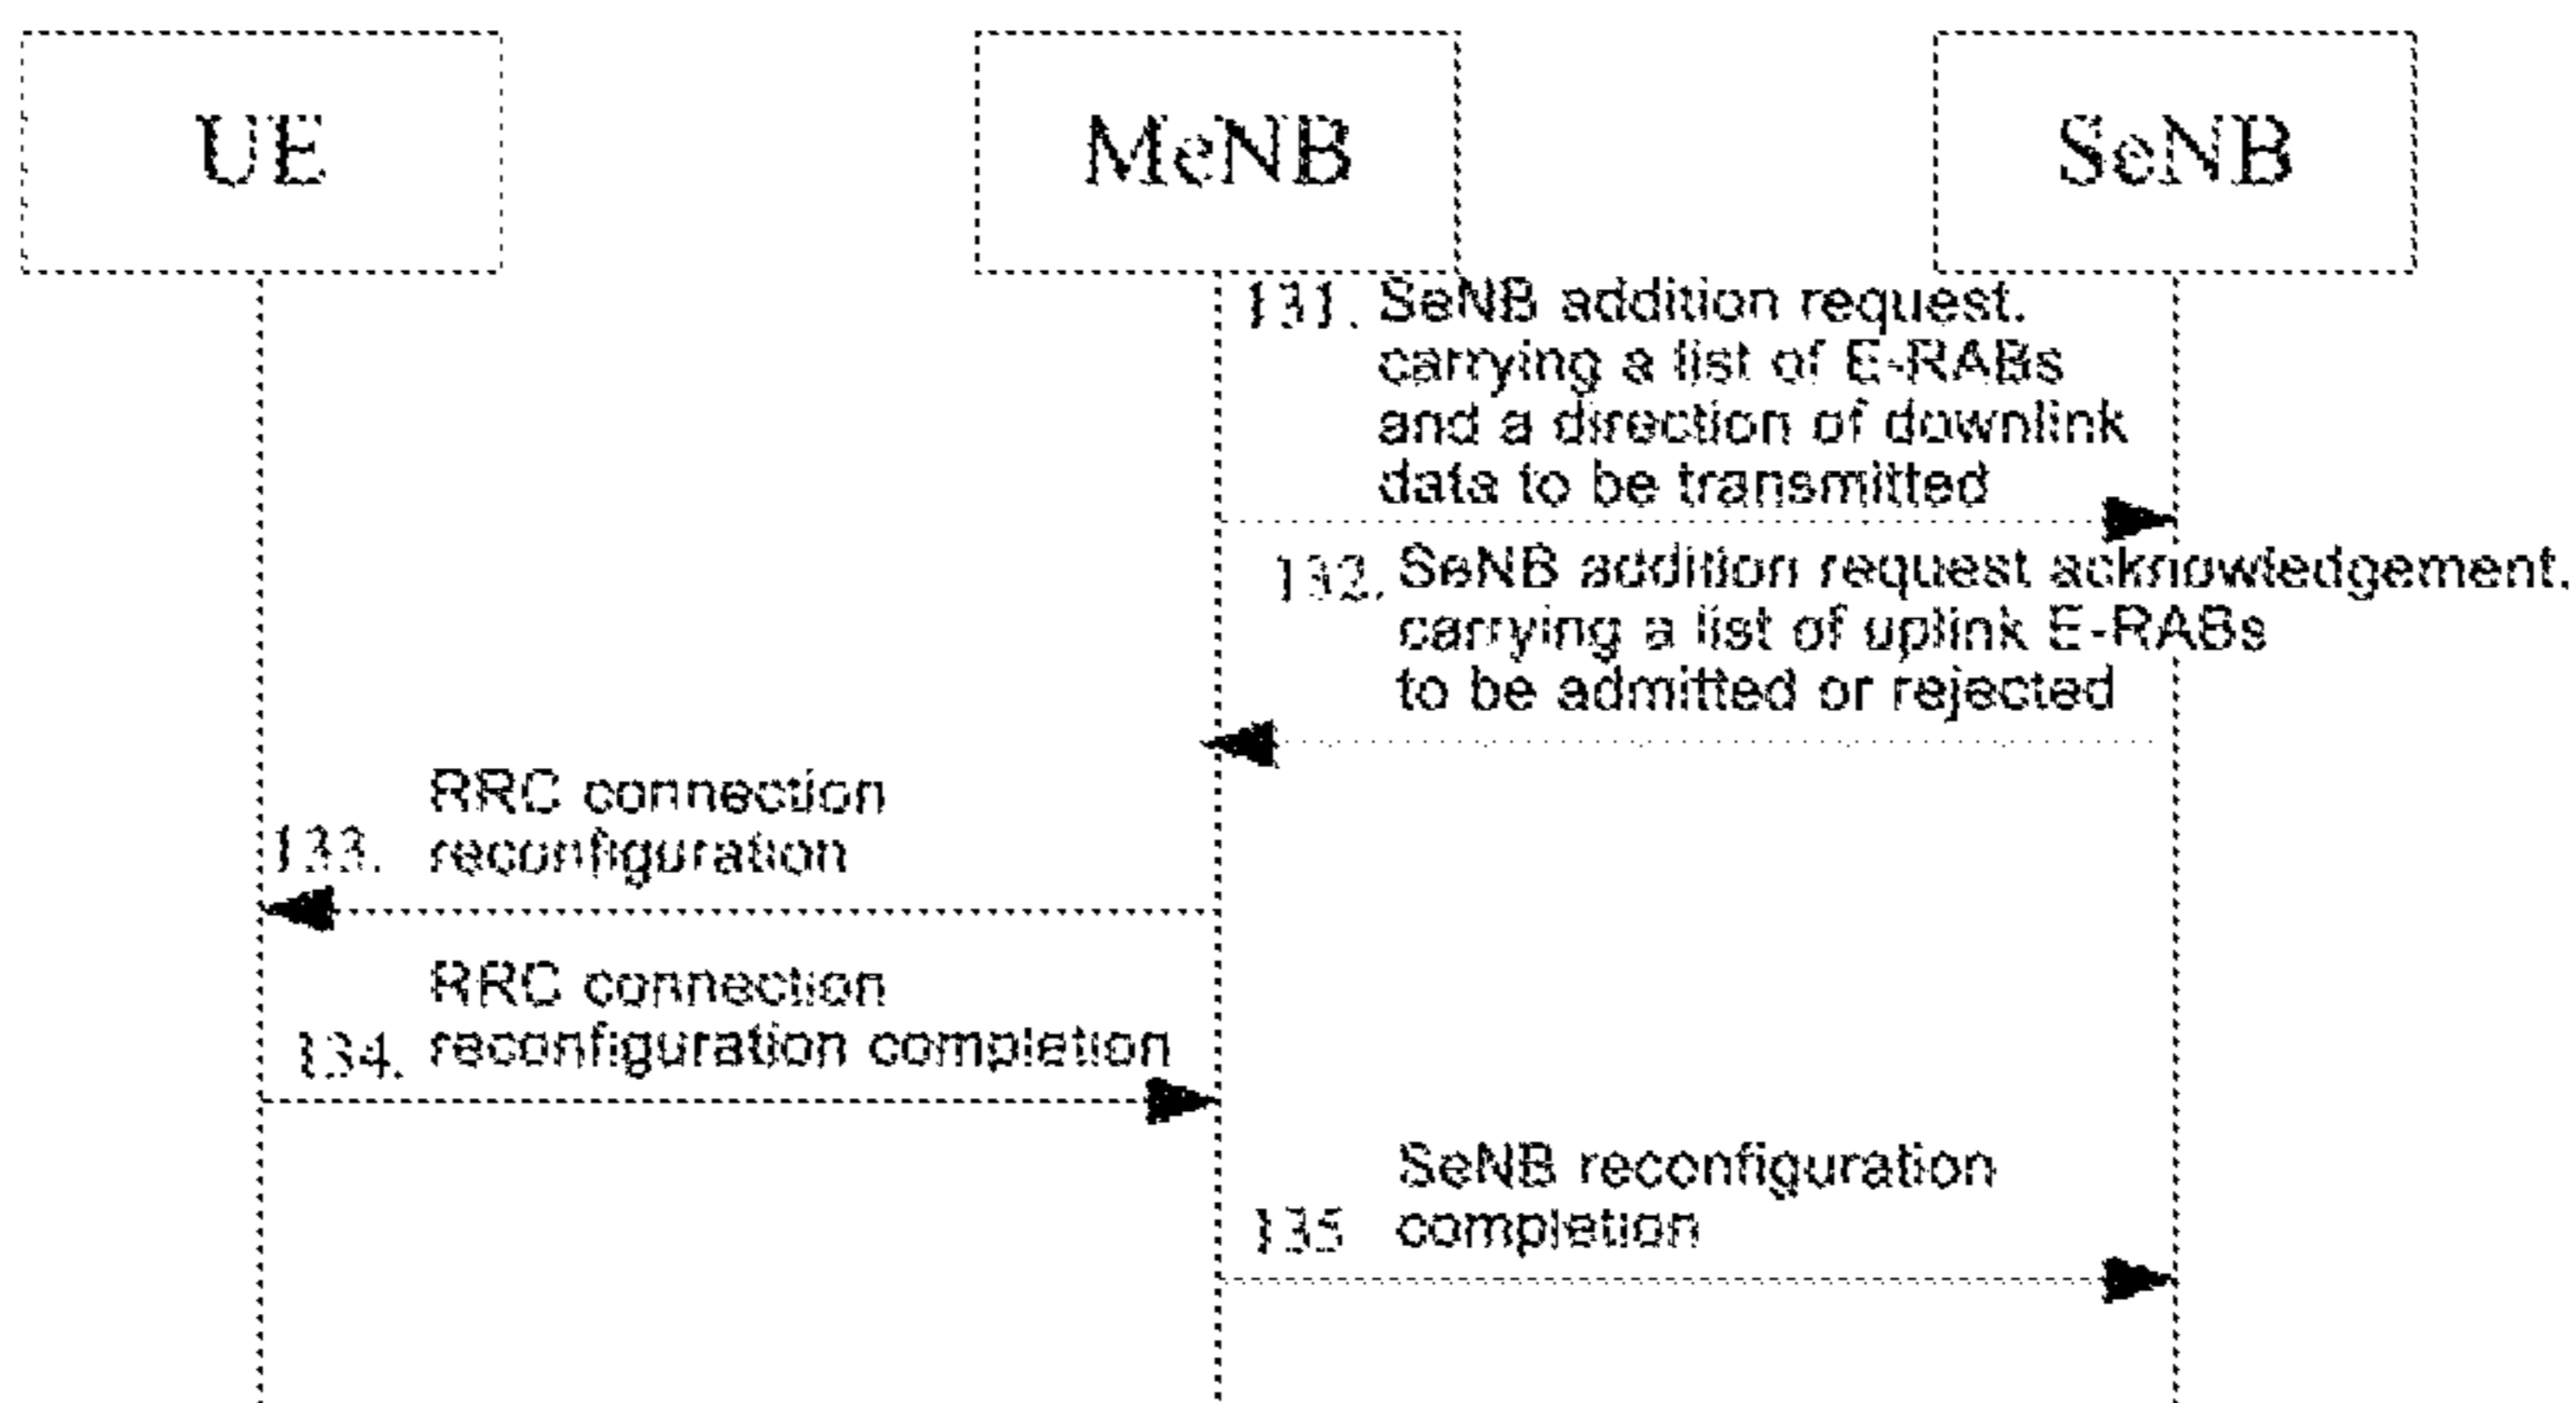 UE
MeNB
SeNB
131. SeNB addition request.
carrying a list of E-RABs
and a direction of downlink
data to be transmitted
132. SeNB addition request acknowledgement.
carrying a list of uplink E-RABs
to be admitted or rejected
RRC connection
133. reconfiguration
RRC connection
134. reconfiguration completion
SeNB reconfiguration
135 completion